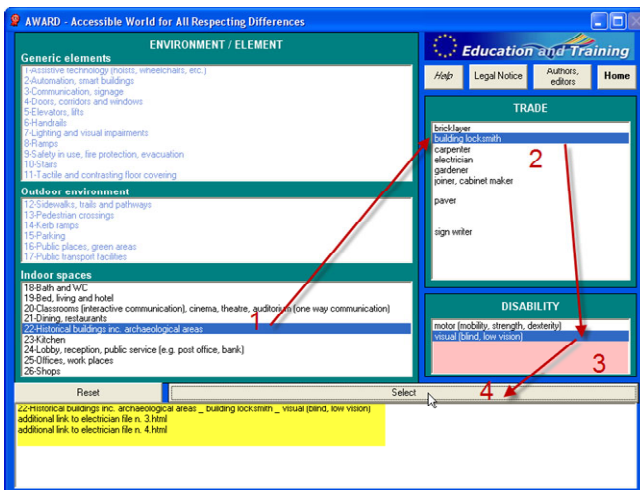 AWARD - Accessible World for All Respecting Differences
ENVIRONMENT / ELEMENT
Generic elements
1-Assistive technology (hoists, wheelchairs, etc.)
2-Automation, smart buildings
3-Communication, signage
4-Doors, corridors and windows
5-Elevators, lifts
6-Handrails
7-Lighting and visual impairments
8-Ramps
9-Safety in use, fire protection, evacuation
10-Stairs
11-Tactile and contrasting floor covering
Outdoor environment
12-Sidewalks, trails and pathways
13-Pedestrian crossings
14-Kerb ramps
15-Parking
16-Public places, green areas
17-Public transport facilities
Indoor spaces
18-Bath and WC
19-Bed, living and hotel
20-Classrooms (interactive communication), cinema, theatre, auditorium (one way communication)
21-Dining, restaurants
22-Historical buildings inc. archaeological areas
23-Kitchen
24-Lobby, reception, public service (e.g. post office, bank)
25-Offices, work places
26-Shops
1
Education and Training
Help
Legal Notice
Authors, editors
Home
TRADE
bricklayer
building locksmith
carpenter
electrician
gardener
joiner, cabinet maker
paver
sign writer
2
DISABILITY
motor (mobility, strength, dexterity)
visual (blind, low vision)
3
Reset
Select
4
22-Historical buildings inc. archaeological areas _ building locksmith _ visual (blind, low vision)
additional link to electrician file n. 3.html
additional link to electrician file n. 4.html